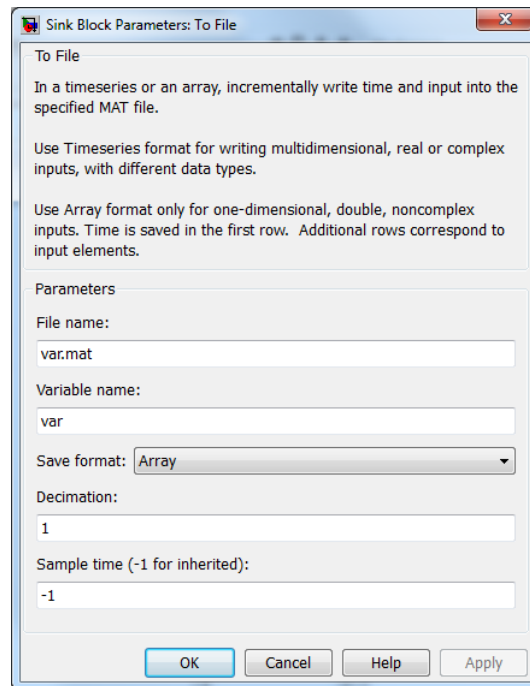 Sink Block Parameters: To File
To File
In a timeseries or an array, incrementally write time and input into the
specified MAT file.
Use Timeseries format for writing multidimensional, real or complex
inputs, with different data types.
Use Array format only for one-dimensional, double, noncomplex
inputs. Time is saved in the first row.  Additional rows correspond to
input elements.
Parameters
File name:
var.mat
Variable name:
var
Save format: Array
Decimation:
1
Sample time (-1 for inherited):
-1
OK Cancel Help Apply